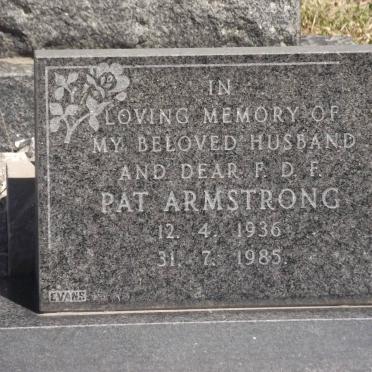 IN
LOVING MEMORY OF
MY BELOVED HUSBAND
AND DEAR F. D. F.
PAT ARMSTRONG
12. 4. 1936
31. 7. 1985.
EVANS